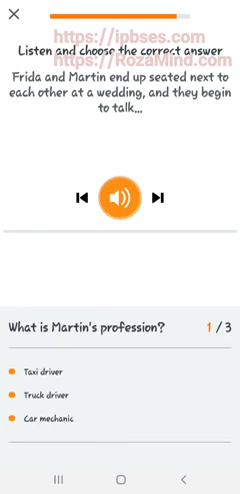 https://ipbses.com
Listen and choose the correct answer
https://RozaMind.com
Frida and Martin end up seated next to
each other at a wedding, and they begin
to talk...
What is Martin's profession?
1 / 3
Taxi driver
Truck driver
Car mechanic